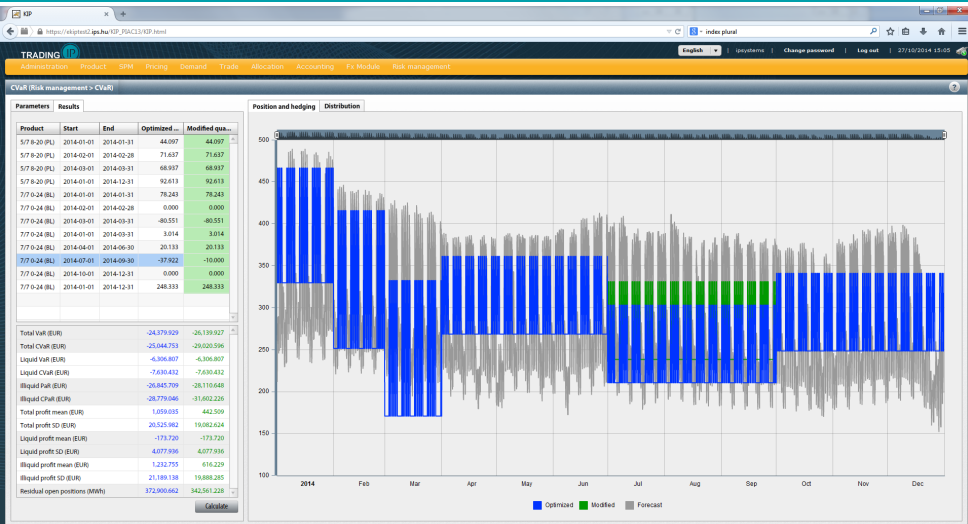 KIP
https://ekiptest2.ips.hu/KIP_PIAC13/KIP.html
index plural
TRADING IP
English | ipsystems | Change password | Log out | 27/10/2014 15:05
Administration Product SPM Pricing Demand Trade Allocation Accounting Fx Module Risk management
CVaR (Risk management > CVaR)
Parameters Results
Position and hedging Distribution
Product Start End Optimized ... Modified qua...
5/7 8-20 (PL) 2014-01-01 2014-01-31 44.097 44.097
5/7 8-20 (PL) 2014-02-01 2014-02-28 71.637 71.637
5/7 8-20 (PL) 2014-03-01 2014-03-31 68.937 68.937
5/7 8-20 (PL) 2014-01-01 2014-12-31 92.613 92.613
7/7 0-24 (BL) 2014-01-01 2014-01-31 78.243 78.243
7/7 0-24 (BL) 2014-02-01 2014-02-28 0.000 0.000
7/7 0-24 (BL) 2014-03-01 2014-03-31 -80.551 -80.551
7/7 0-24 (BL) 2014-01-01 2014-03-31 3.014 3.014
7/7 0-24 (BL) 2014-04-01 2014-06-30 20.133 20.133
7/7 0-24 (BL) 2014-07-01 2014-09-30 -37.922 -10.000
7/7 0-24 (BL) 2014-10-01 2014-12-31 0.000 0.000
7/7 0-24 (BL) 2014-01-01 2014-12-31 248.333 248.333
Total VaR (EUR) -24,379.929 -26,139.927
Total CVaR (EUR) -25,044.753 -29,020.596
Liquid VaR (EUR) -6,306.807 -6,306.807
Liquid CVaR (EUR) -7,630.432 -7,630.432
Illiquid PaR (EUR) -26,845.709 -28,110.648
Illiquid CPaR (EUR) -28,779.046 -31,602.226
Total profit mean (EUR) 1,059.035 442.509
Total profit SD (EUR) 20,525.982 19,082.624
Liquid profit mean (EUR) -173.720 -173.720
Liquid profit SD (EUR) 4,077.936 4,077.936
Illiquid profit mean (EUR) 1,232.755 616.229
Illiquid profit SD (EUR) 21,189.138 19,888.285
Residual open positions (MWh) 372,900.662 342,561.228
Calculate
500
450
400
350
300
250
200
150
100
2014 Feb Mar Apr May Jun Jul Aug Sep Oct Nov Dec
Optimized Modified Forecast